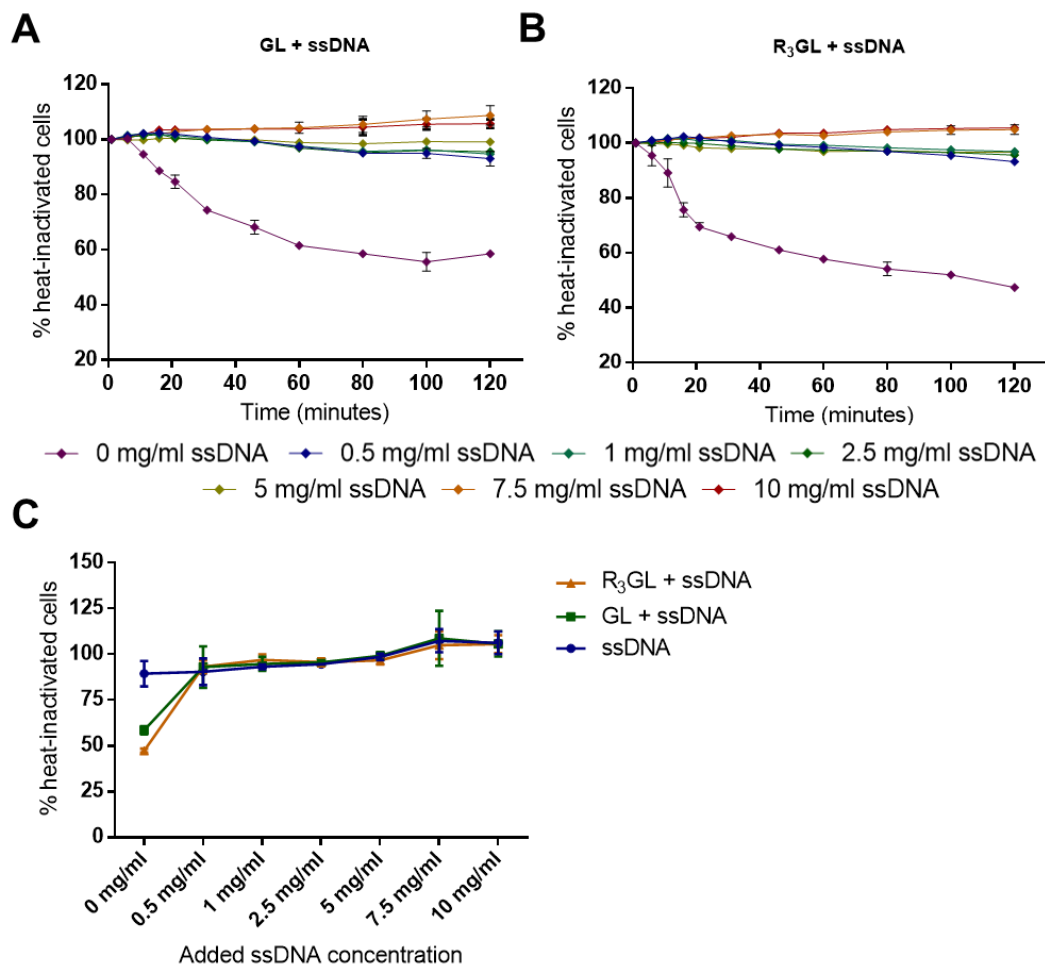 A
GL + ssDNA
% heat-inactivated cells
120
100
80
60
40
20
0 20 40 60 80 100 120
Time (minutes)
B
R₃GL + ssDNA
% heat-inactivated cells
120
100
80
60
40
20
0 20 40 60 80 100 120
Time (minutes)
0 mg/ml ssDNA 0.5 mg/ml ssDNA 1 mg/ml ssDNA 2.5 mg/ml ssDNA
5 mg/ml ssDNA 7.5 mg/ml ssDNA 10 mg/ml ssDNA
C
% heat-inactivated cells
150
125
100
75
50
25
0
0 mg/ml
0.5 mg/ml
1 mg/ml
2.5 mg/ml
5 mg/ml
7.5 mg/ml
10 mg/ml
Added ssDNA concentration
R₃GL + ssDNA
GL + ssDNA
ssDNA